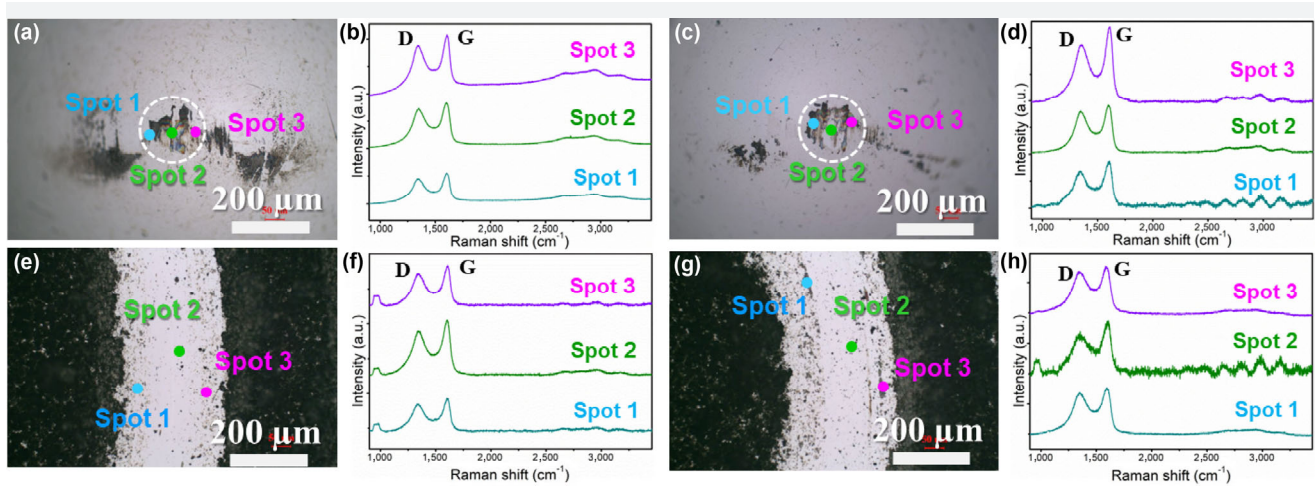 (a)
Spot 1
Spot 3
Spot 2
200 µm
(b)
D G
Spot 3
Spot 2
Spot 1
Intensity (a.u.)
1,000 1,500 2,000 2,500 3,000
Raman shift (cm⁻¹)
(c)
Spot 1
Spot 3
Spot 2
200 µm
(d)
D G
Spot 3
Spot 2
Spot 1
Intensity (a.u.)
1,000 1,500 2,000 2,500 3,000
Raman shift (cm⁻¹)
(e)
Spot 2
Spot 3
Spot 1
200 µm
(f)
D G
Spot 3
Spot 2
Spot 1
Intensity (a.u.)
1,000 1,500 2,000 2,500 3,000
Raman shift (cm⁻¹)
(g)
Spot 1
Spot 2
Spot 3
200 µm
(h)
D G
Spot 3
Spot 2
Spot 1
Intensity (a.u.)
1,000 1,500 2,000 2,500 3,000
Raman shift (cm⁻¹)